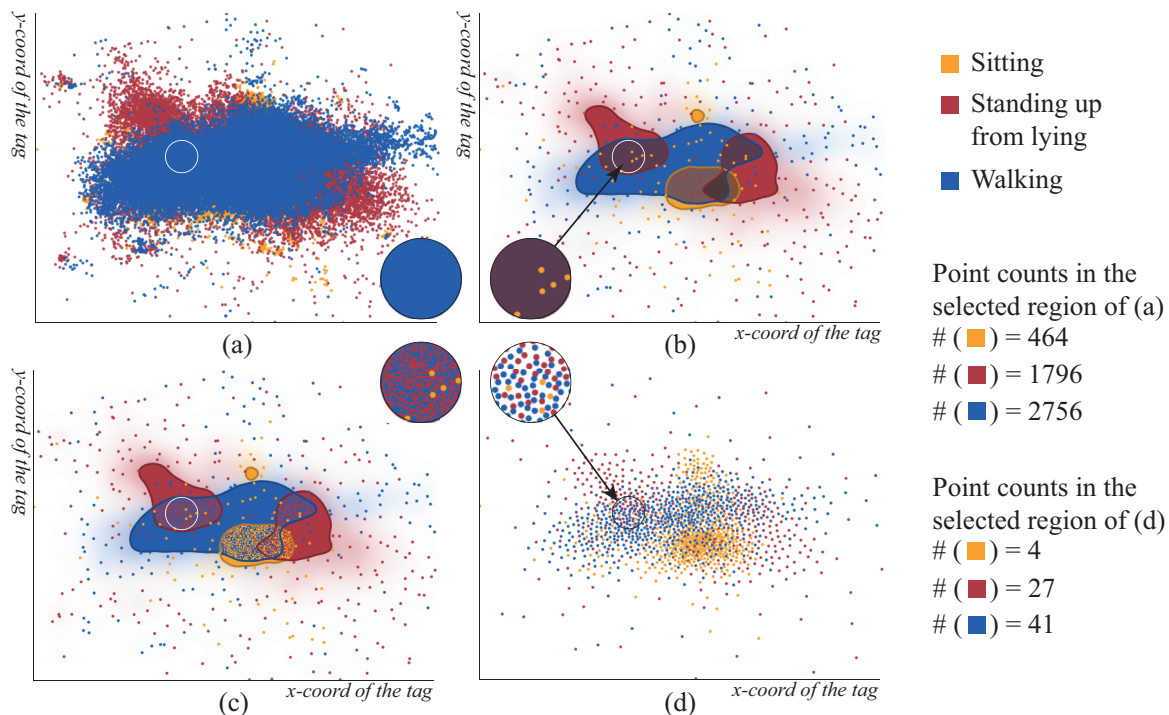 y-coord of the tag
(a)
y-coord of the tag
x-coord of the tag
(b)
Sitting
Standing up
from lying
Walking
Point counts in the
selected region of (a)
# ( ) = 464
# ( ) = 1796
# ( ) = 2756
y-coord of the tag
x-coord of the tag
(c)
x-coord of the tag
(d)
Point counts in the
selected region of (d)
# ( ) = 4
# ( ) = 27
# ( ) = 41